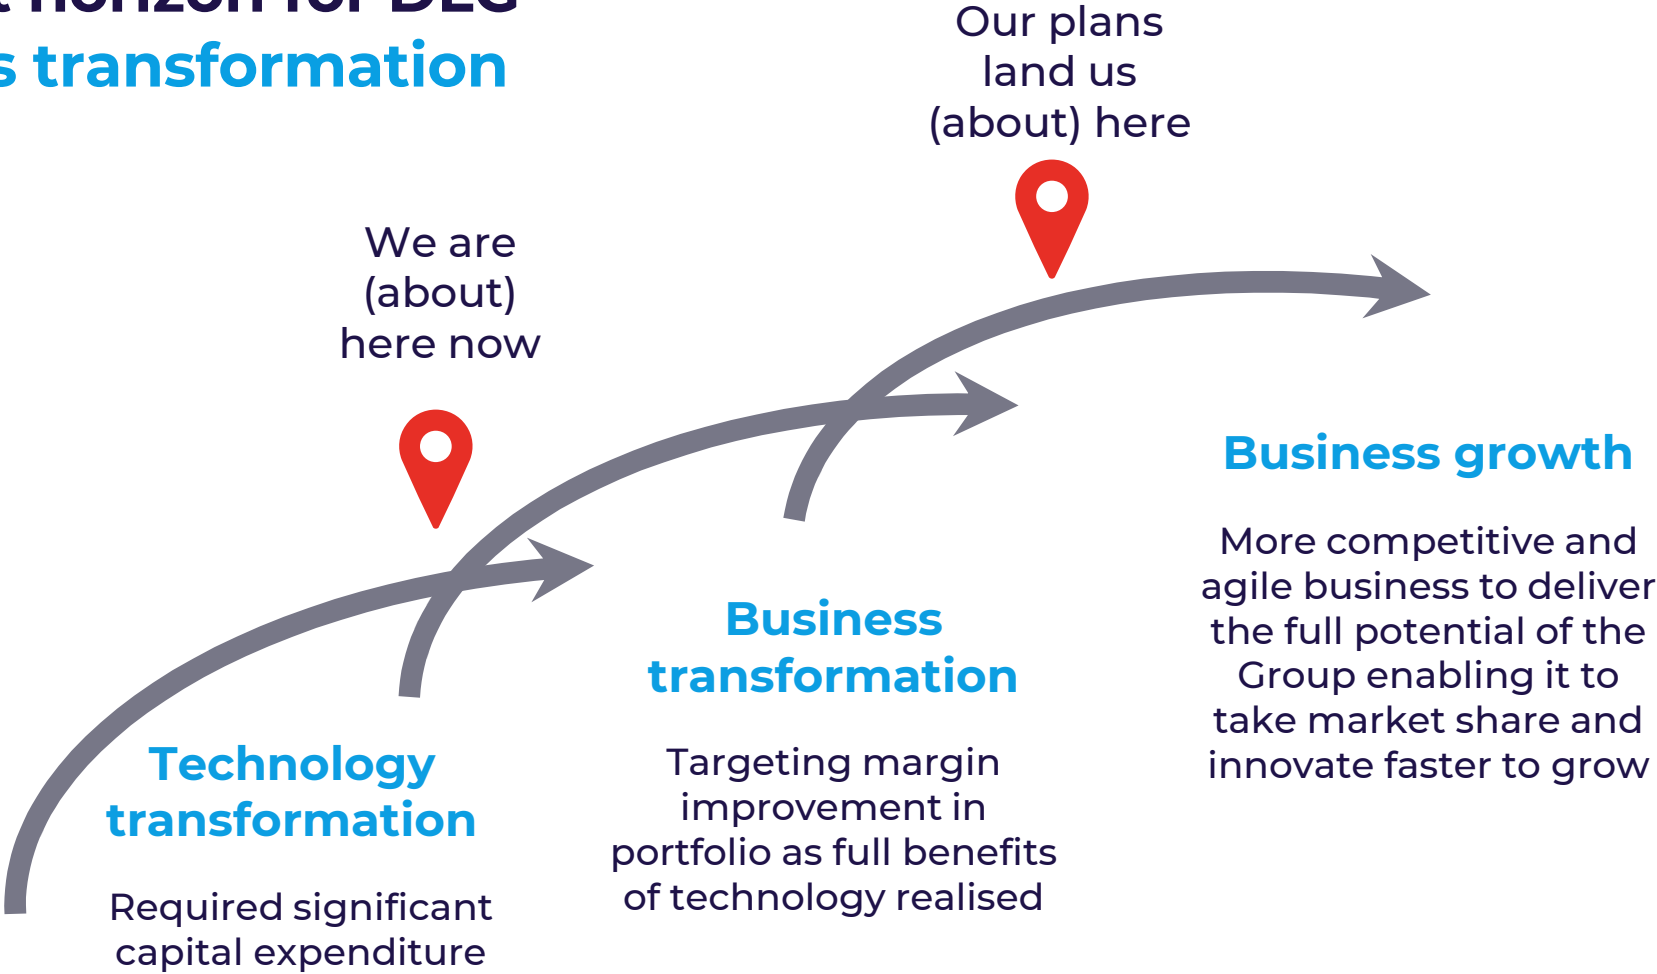 horizon for DLG
s transformation
Our plans
land us
(about) here
We are
(about)
here now
Business growth
More competitive and
agile business to deliver
the full potential of the
Group enabling it to
take market share and
innovate faster to grow
Business
transformation
Targeting margin
improvement in
portfolio as full benefits
of technology realised
Technology
transformation
Required significant
capital expenditure